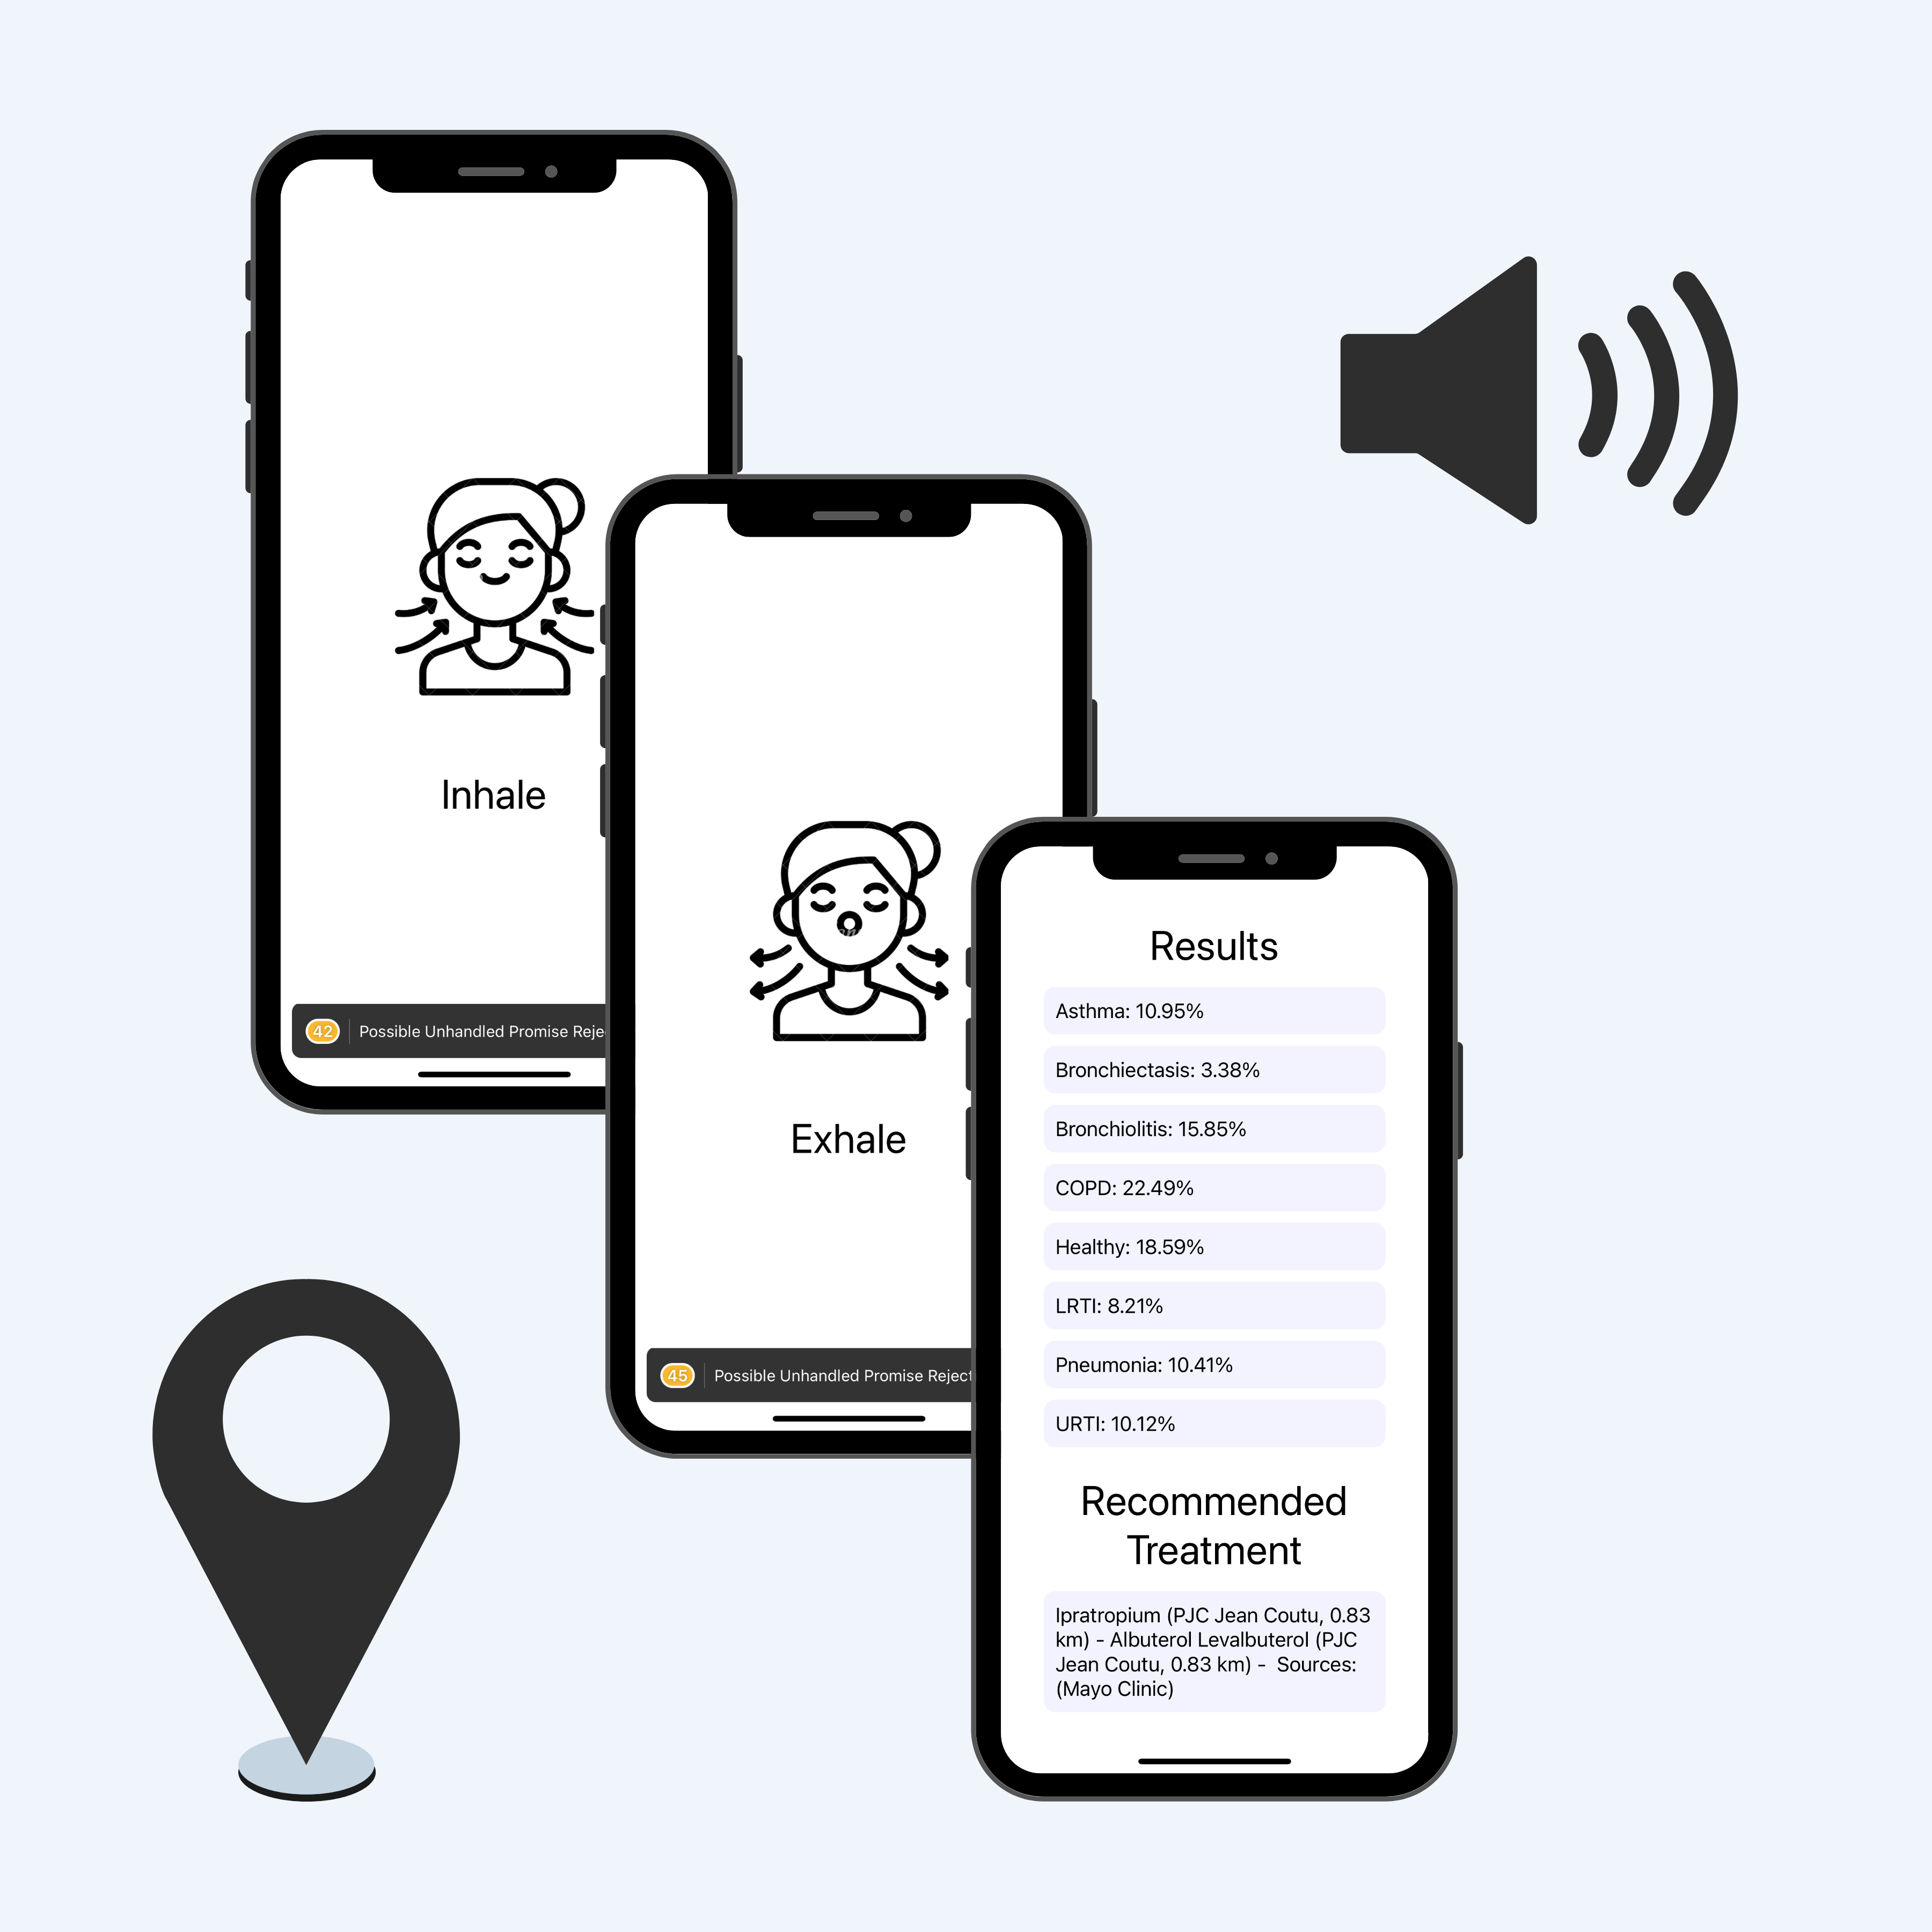 Inhale
42 Possible Unhandled Promise Reje
Exhale
45 Possible Unhandled Promise Reject
Results
Asthma: 10.95%
Bronchiectasis: 3.38%
Bronchiolitis: 15.85%
COPD: 22.49%
Healthy: 18.59%
LRTI: 8.21%
Pneumonia: 10.41%
URTI: 10.12%
Recommended
Treatment
Ipratropium (PJC Jean Coutu, 0.83
km) - Albuterol Levalbuterol (PJC
Jean Coutu, 0.83 km) -  Sources:
(Mayo Clinic)